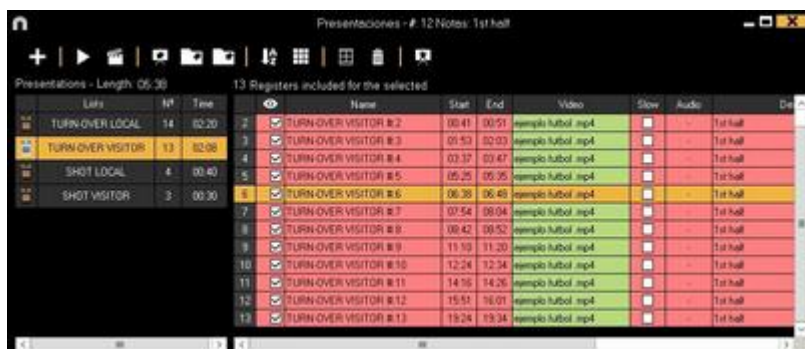 Presentaciones - #: 12 Notes: 1st half
Presentations - Length: 05:38
13 Registers included for the selected
Lists Nº Time
TURN-OVER LOCAL 14 02:20
TURN-OVER VISITOR 13 02:08
SHOT LOCAL 4 00:40
SHOT VISITOR 3 00:30
Name Start End Video Slow Audio
2 TURN-OVER VISITOR #:2 00:41 00:51 ejemplo futbol .mp4 - 1st half
3 TURN-OVER VISITOR #:3 01:53 02:03 ejemplo futbol .mp4 - 1st half
4 TURN-OVER VISITOR #:4 03:37 03:47 ejemplo futbol .mp4 - 1st half
5 TURN-OVER VISITOR #:5 05:25 05:35 ejemplo futbol .mp4 - 1st half
6 TURN-OVER VISITOR #:6 06:38 06:48 ejemplo futbol .mp4 - 1st half
7 TURN-OVER VISITOR #:7 07:54 08:04 ejemplo futbol .mp4 - 1st half
8 TURN-OVER VISITOR #:8 08:42 08:52 ejemplo futbol .mp4 - 1st half
9 TURN-OVER VISITOR #:9 11:10 11:20 ejemplo futbol .mp4 - 1st half
10 TURN-OVER VISITOR #:10 12:24 12:34 ejemplo futbol .mp4 - 1st half
11 TURN-OVER VISITOR #:11 14:16 14:26 ejemplo futbol .mp4 - 1st half
12 TURN-OVER VISITOR #:12 15:51 16:01 ejemplo futbol .mp4 - 1st half
13 TURN-OVER VISITOR #:13 19:24 19:34 ejemplo futbol .mp4 - 1st half